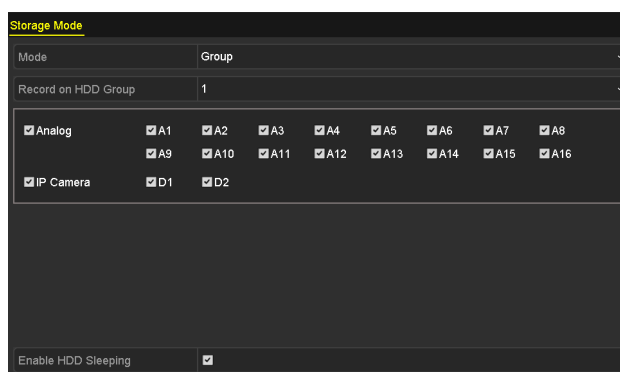 Storage Mode
Mode Group
Record on HDD Group 1
Analog A1 A2 A3 A4 A5 A6 A7 A8
A9 A10 A11 A12 A13 A14 A15 A16
IP Camera D1 D2
Enable HDD Sleeping